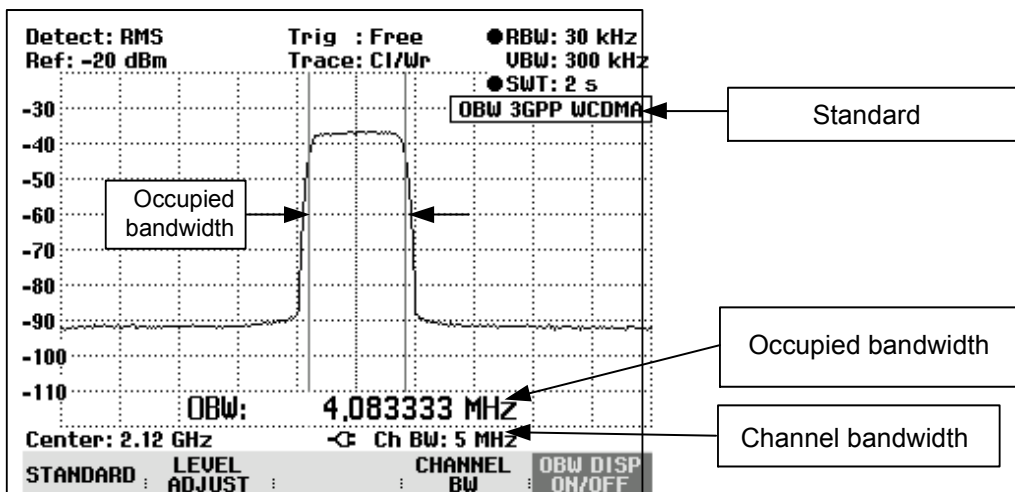 Detect: RMS Trig : Free ●RBW: 30 kHz
Ref: -20 dBm Trace: Cl/Wr VBW: 300 kHz
●SWT: 2 s
OBW 3GPP WCDMA
Standard
-30
-40
-50
Occupied
bandwidth
-60
-70
-80
-90
-100
-110
Occupied bandwidth
OBW: 4.083333 MHz
Center: 2.12 GHz Ch BW: 5 MHz
Channel bandwidth
STANDARD : LEVEL ADJUST : : CHANNEL BW : OBW DISP ON/OFF